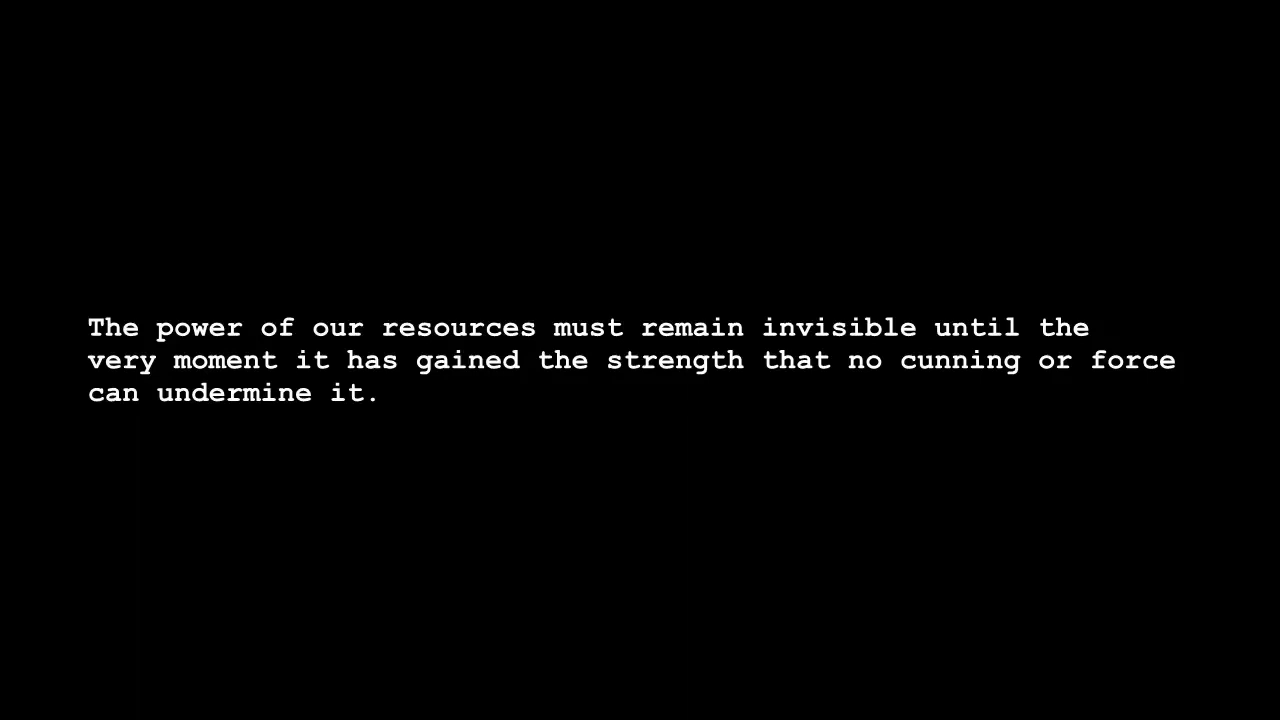 The power of our resources must remain invisible until the
very moment it has gained the strength that no cunning or force
can undermine it.